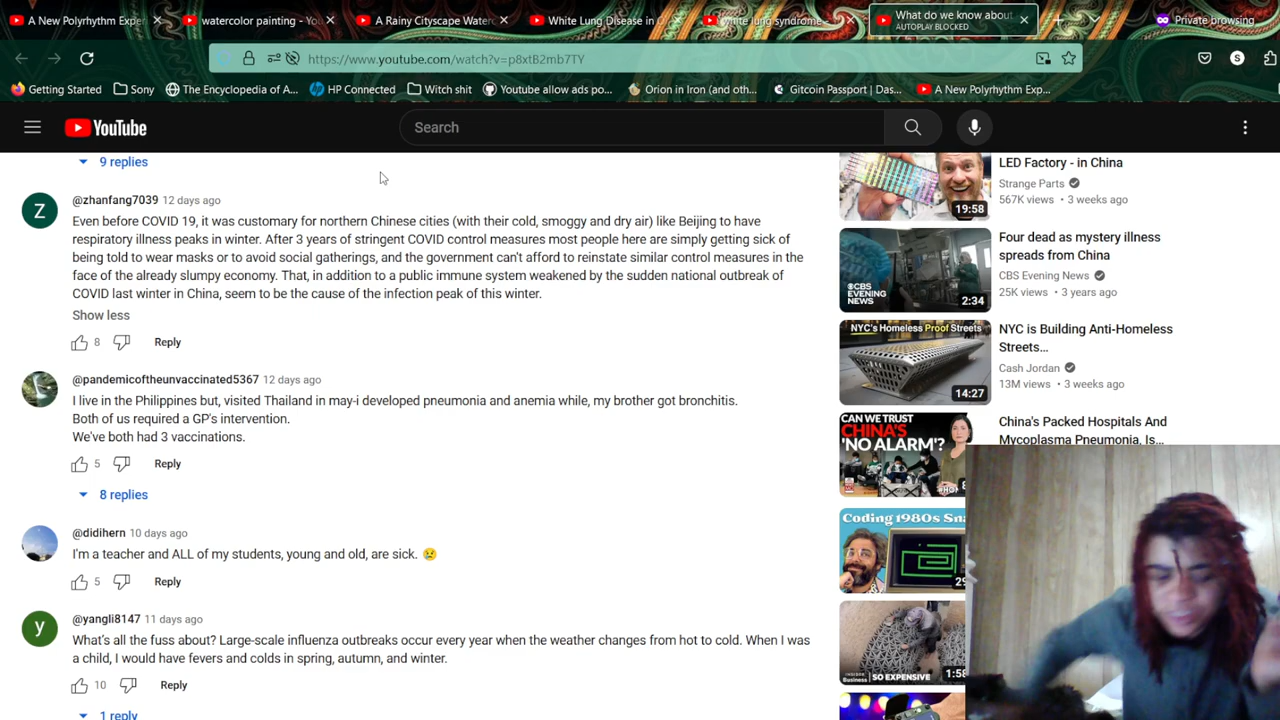 A New Polyrhythm Exper
watercolor painting - You
A Rainy Cityscape Waterc
White Lung Disease in
white lung syndrome -
What do we know about
AUTOPLAY BLOCKED
Private browsing
https://www.youtube.com/watch?v=p8xtB2mb7TY
S
Getting Started
Sony
The Encyclopedia of A...
HP Connected
Witch shit
Youtube allow ads po...
Orion in Iron (and oth...
Gitcoin Passport | Das...
A New Polyrhythm Exp...
YouTube
Search
9 replies
Z
@zhanfang7039 12 days ago
Even before COVID 19, it was customary for northern Chinese cities (with their cold, smoggy and dry air) like Beijing to have
respiratory illness peaks in winter. After 3 years of stringent COVID control measures most people here are simply getting sick of
being told to wear masks or to avoid social gatherings, and the government can't afford to reinstate similar control measures in the
face of the already slumpy economy. That, in addition to a public immune system weakened by the sudden national outbreak of
COVID last winter in China, seem to be the cause of the infection peak of this winter.
Show less
8 Reply
@pandemicoftheunvaccinated5367 12 days ago
I live in the Philippines but, visited Thailand in may-i developed pneumonia and anemia while, my brother got bronchitis.
Both of us required a GP's intervention.
We've both had 3 vaccinations.
5 Reply
8 replies
@didihern 10 days ago
I'm a teacher and ALL of my students, young and old, are sick. 😢
5 Reply
y
@yangli8147 11 days ago
What's all the fuss about? Large-scale influenza outbreaks occur every year when the weather changes from hot to cold. When I was
a child, I would have fevers and colds in spring, autumn, and winter.
10 Reply
1 reply
LED Factory - in China
Strange Parts
567K views • 3 weeks ago
19:58
Four dead as mystery illness
spreads from China
CBS Evening News
25K views • 3 years ago
CBS
EVENING
NEWS
2:34
NYC is Building Anti-Homeless
Streets...
Cash Jordan
13M views • 3 weeks ago
NYC's Homeless Proof Streets
14:27
China's Packed Hospitals And
Mycoplasma Pneumonia, Is...
CAN WE TRUST
CHINA'S
'NO ALARM'?
Coding 1980s Sna
29
Business
SO EXPENSIVE
1:58